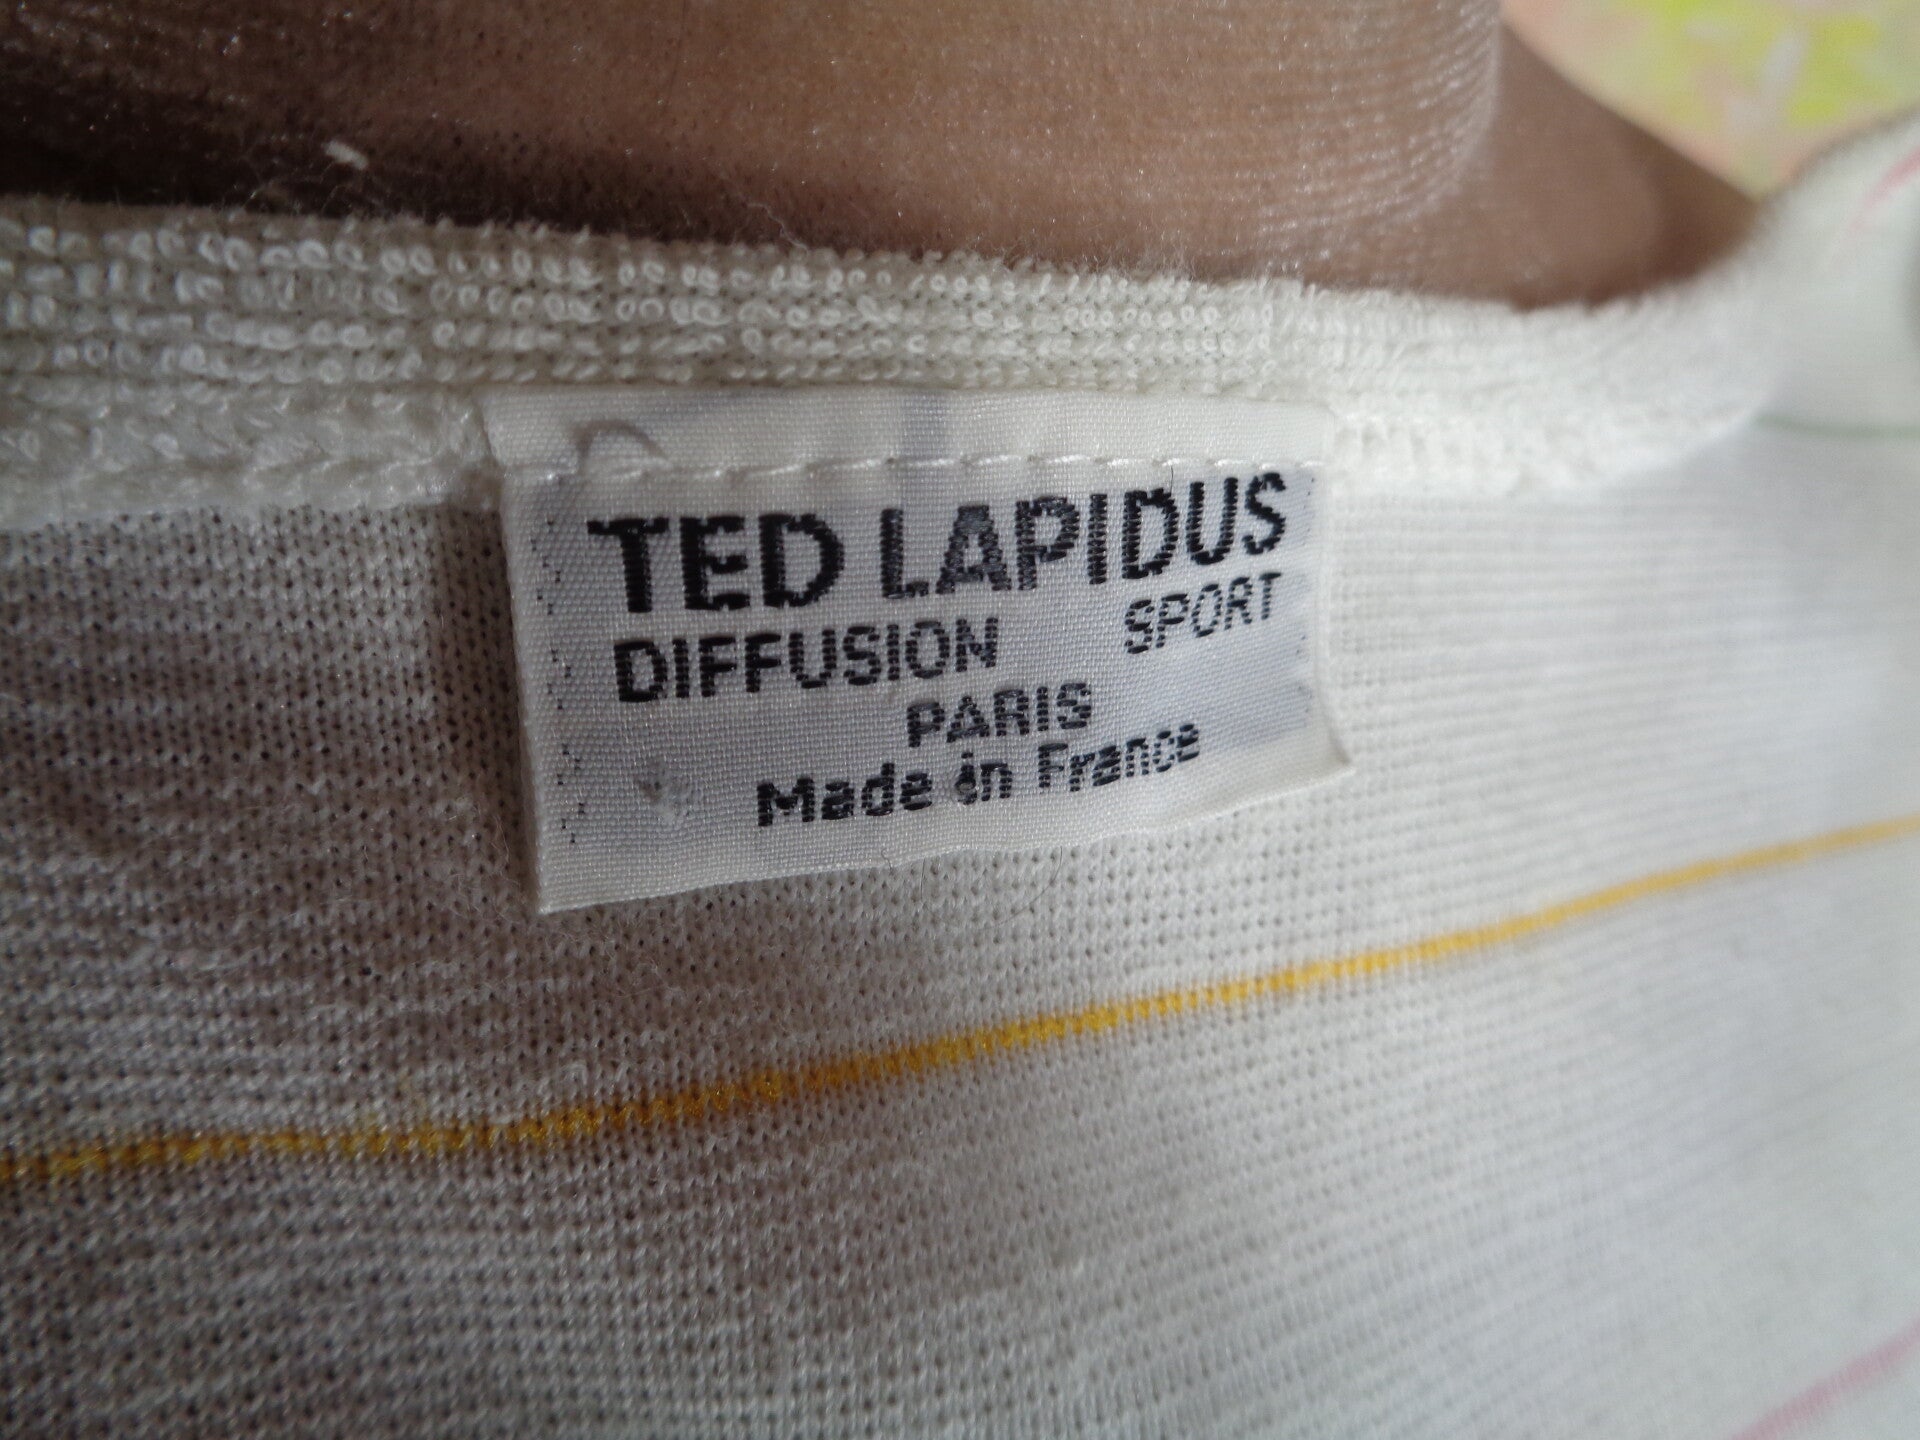 TED LAPIDUS
DIFFUSION SPORT
PARIS
Made in France